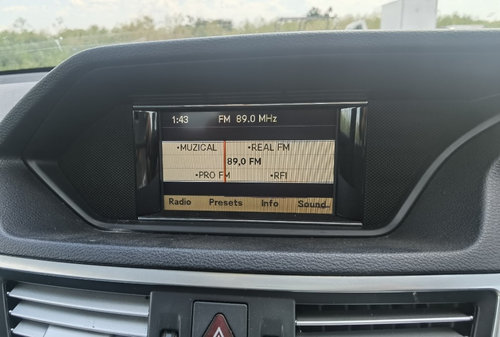 1:43 FM 89.0 MHz
•MUZICAL •REAL FM
89,0 FM
•PRO FM •RFI
Radio Presets Info Sound